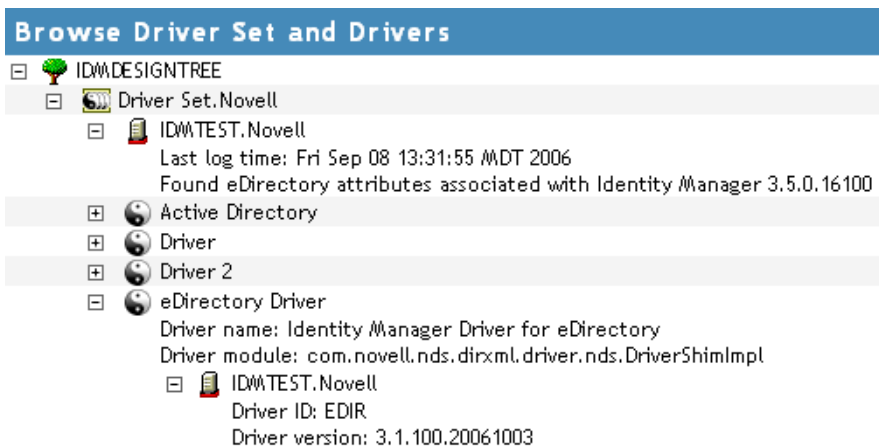 Browse Driver Set and Drivers
IDMDESIGNTREE
Driver Set.Novell
IDMTEST.Novell
Last log time: Fri Sep 08 13:31:55 MDT 2006
Found eDirectory attributes associated with Identity Manager 3.5.0.16100
Active Directory
Driver
Driver 2
eDirectory Driver
Driver name: Identity Manager Driver for eDirectory
Driver module: com.novell.nds.dirxml.driver.nds.DriverShimImpl
IDMTEST.Novell
Driver ID: EDIR
Driver version: 3.1.100.20061003